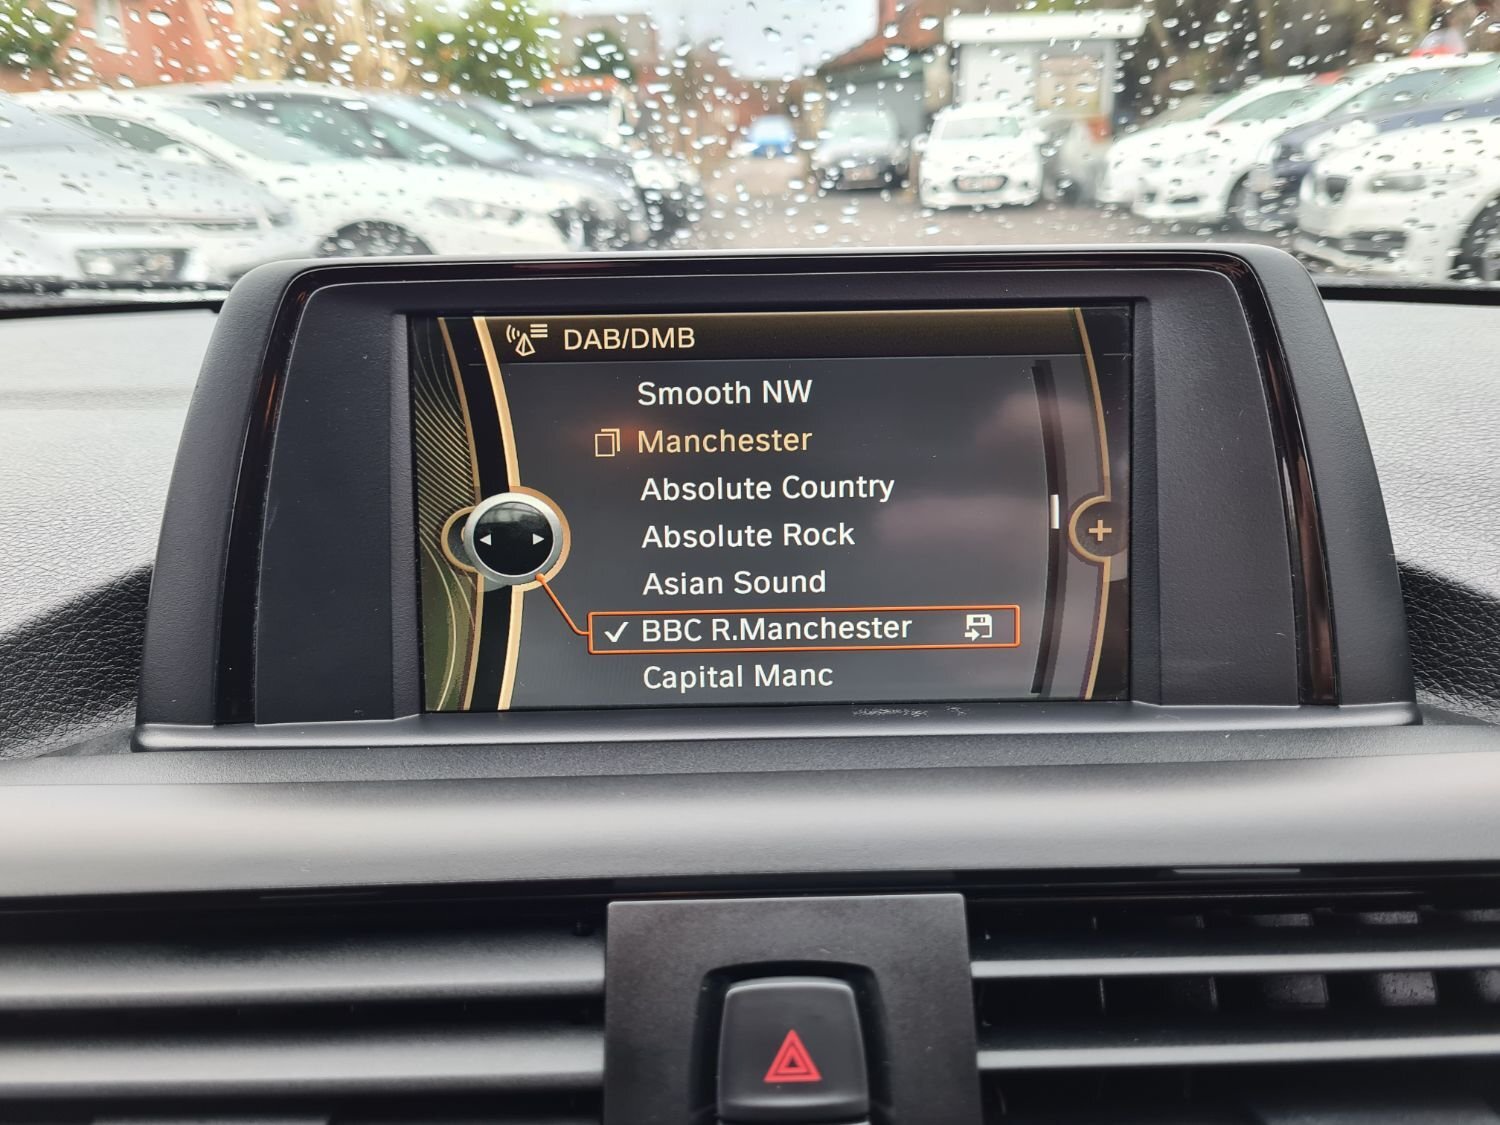 DAB/DMB
Smooth NW
Manchester
Absolute Country
Absolute Rock
Asian Sound
BBC R.Manchester
Capital Manc